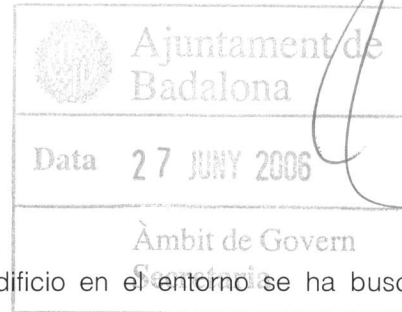 Ajuntament de
Badalona
Data 27 JUNY 2006
Àmbit de Govern
Secretaria
dificio en el entorno se ha busc